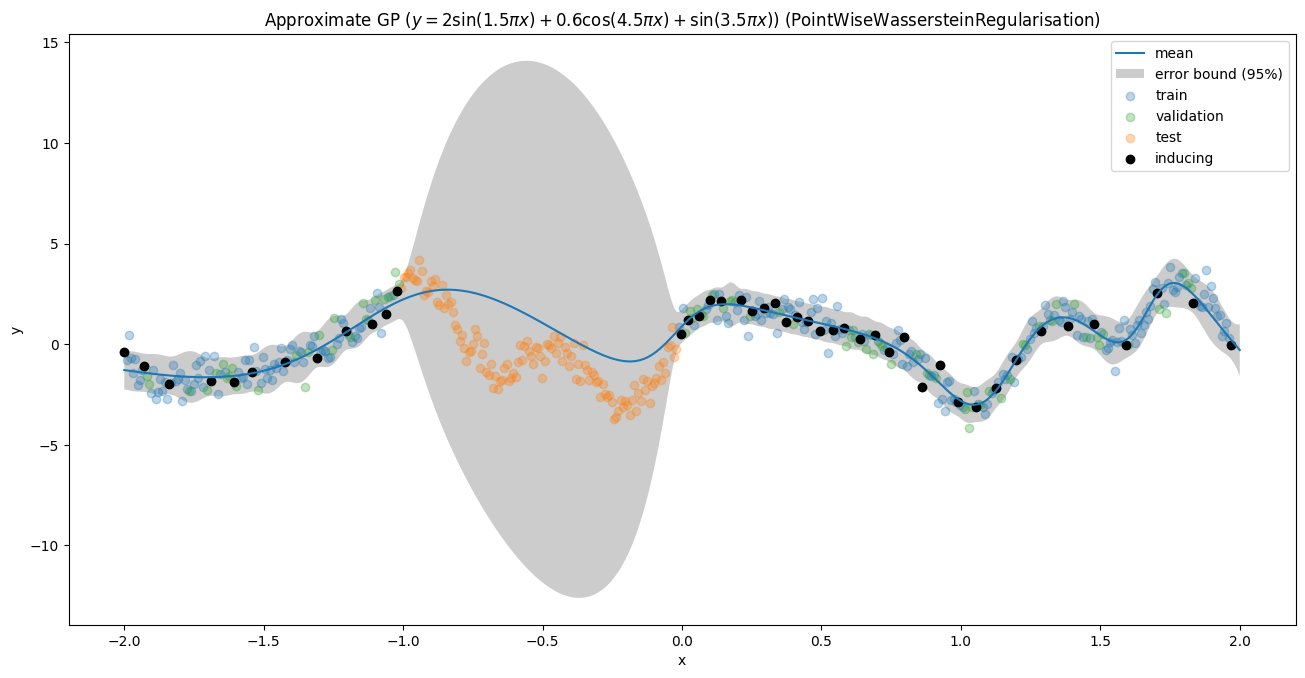 Approximate GP (y = 2sin(1.5πx) + 0.6cos(4.5πx) + sin(3.5πx)) (PointWiseWassersteinRegularisation)
mean
error bound (95%)
train
validation
test
inducing
15
10
5
0
−5
−10
y
−2.0 −1.5 −1.0 −0.5 0.0 0.5 1.0 1.5 2.0
x